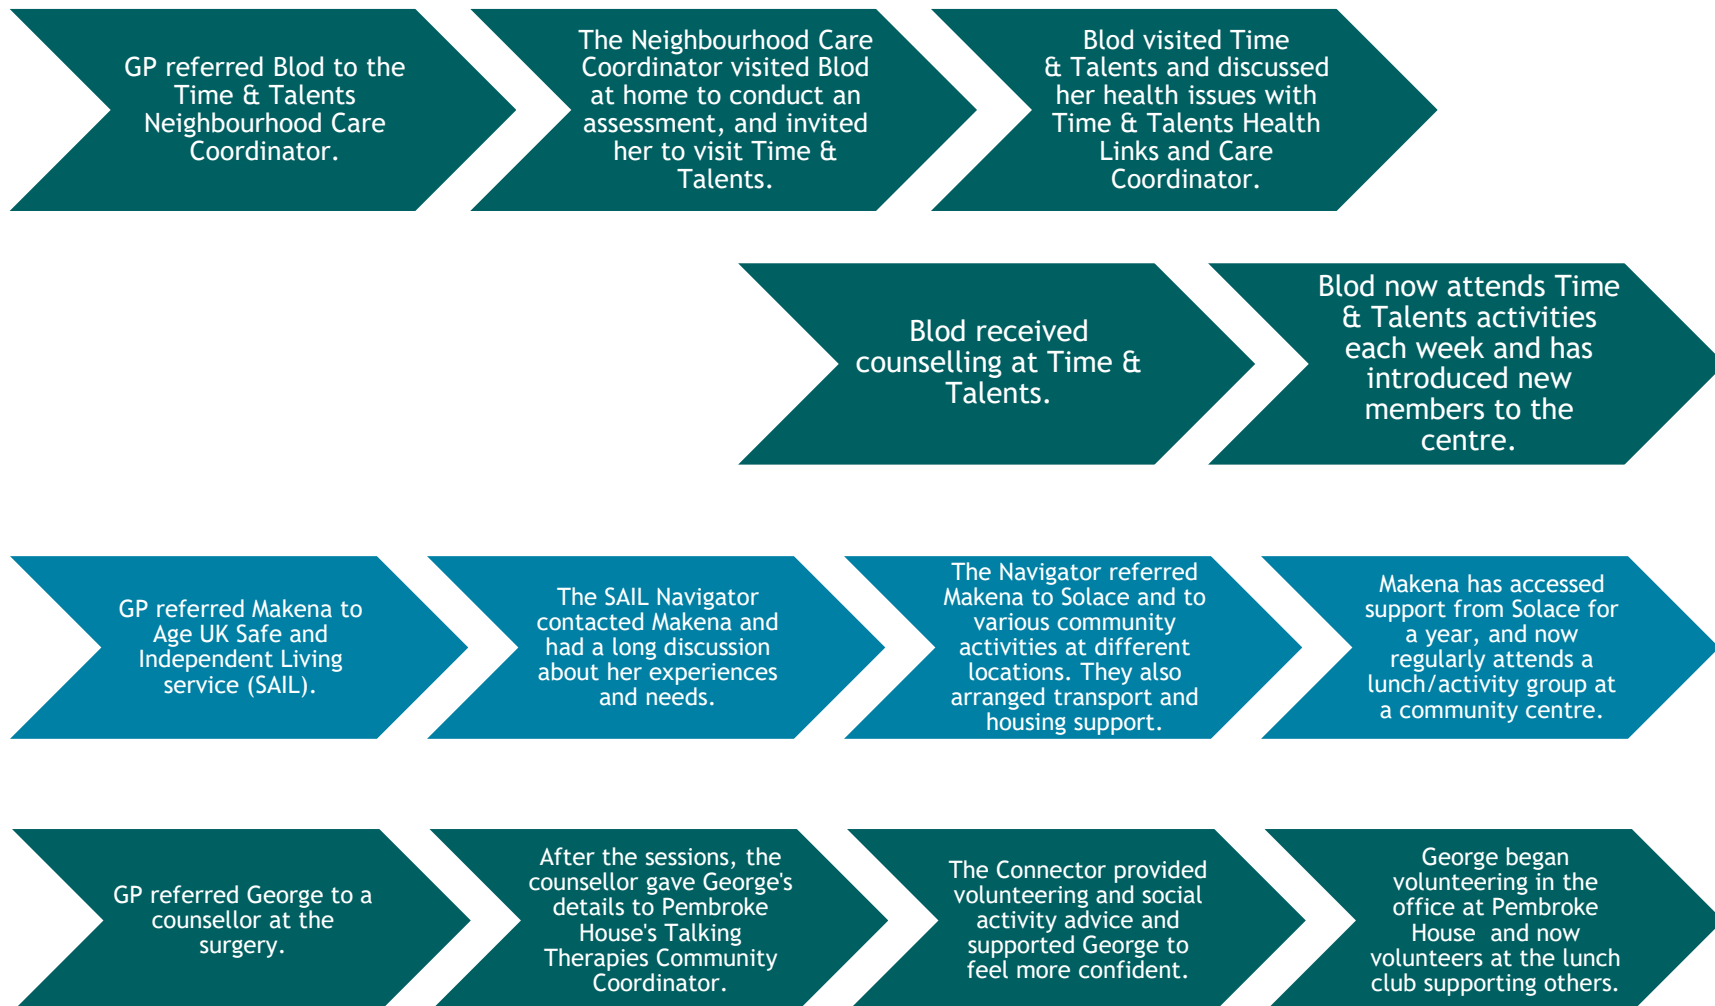 GP referred Blod to the
Time & Talents
Neighbourhood Care
Coordinator.
The Neighbourhood Care
Coordinator visited Blod
at home to conduct an
assessment, and invited
her to visit Time &
Talents.
Blod visited Time
& Talents and discussed
her health issues with
Time & Talents Health
Links and Care
Coordinator.
Blod received
counselling at Time &
Talents.
Blod now attends Time
& Talents activities
each week and has
introduced new
members to the
centre.
GP referred Makena to
Age UK Safe and
Independent Living
service (SAIL).
The SAIL Navigator
contacted Makena and
had a long discussion
about her experiences
and needs.
The Navigator referred
Makena to Solace and to
various community
activities at different
locations. They also
arranged transport and
housing support.
Makena has accessed
support from Solace for
a year, and now
regularly attends a
lunch/activity group at
a community centre.
GP referred George to a
counsellor at the
surgery.
After the sessions, the
counsellor gave George's
details to Pembroke
House's Talking
Therapies Community
Coordinator.
The Connector provided
volunteering and social
activity advice and
supported George to
feel more confident.
George began
volunteering in the
office at Pembroke
House  and now
volunteers at the lunch
club supporting others.